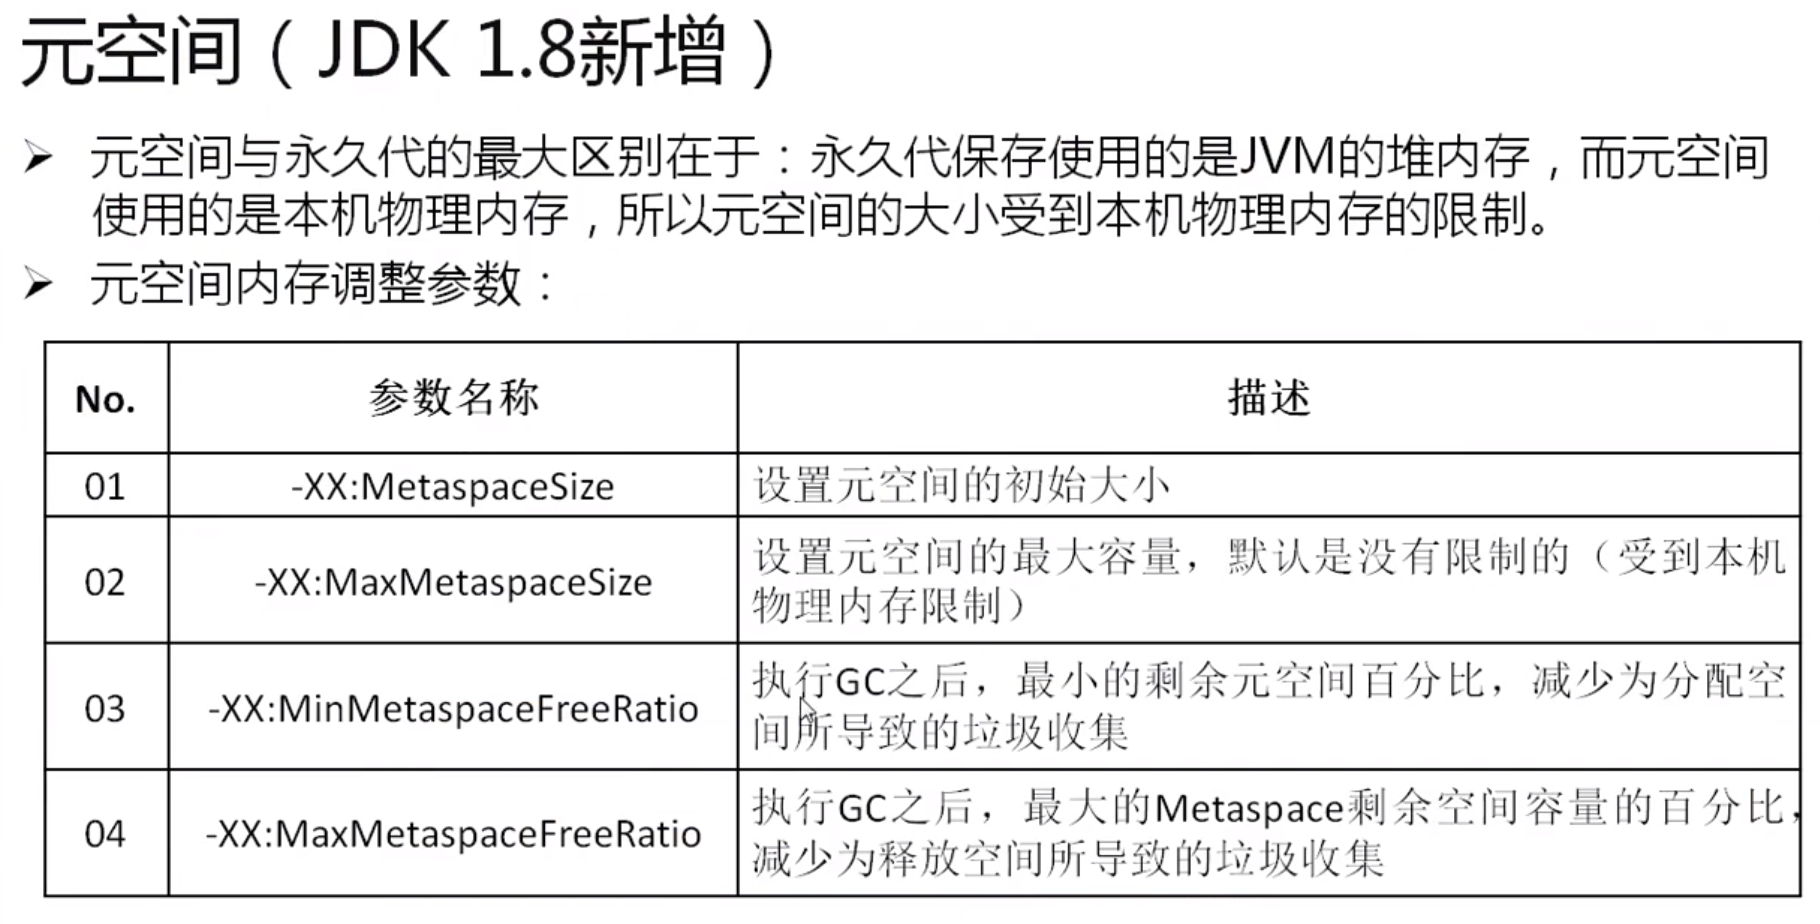 元空间（JDK 1.8新增）
元空间与永久代的最大区别在于：永久代保存使用的是JVM的堆内存，而元空间
使用的是本机物理内存，所以元空间的大小受到本机物理内存的限制。
元空间内存调整参数：
No. 参数名称 描述
01 -XX:MetaspaceSize 设置元空间的初始大小
02 -XX:MaxMetaspaceSize 设置元空间的最大容量，默认是没有限制的（受到本机
物理内存限制）
03 -XX:MinMetaspaceFreeRatio 执行GC之后，最小的剩余元空间百分比，减少为分配空
间所导致的垃圾收集
04 -XX:MaxMetaspaceFreeRatio 执行GC之后，最大的Metaspace剩余空间容量的百分比，
减少为释放空间所导致的垃圾收集